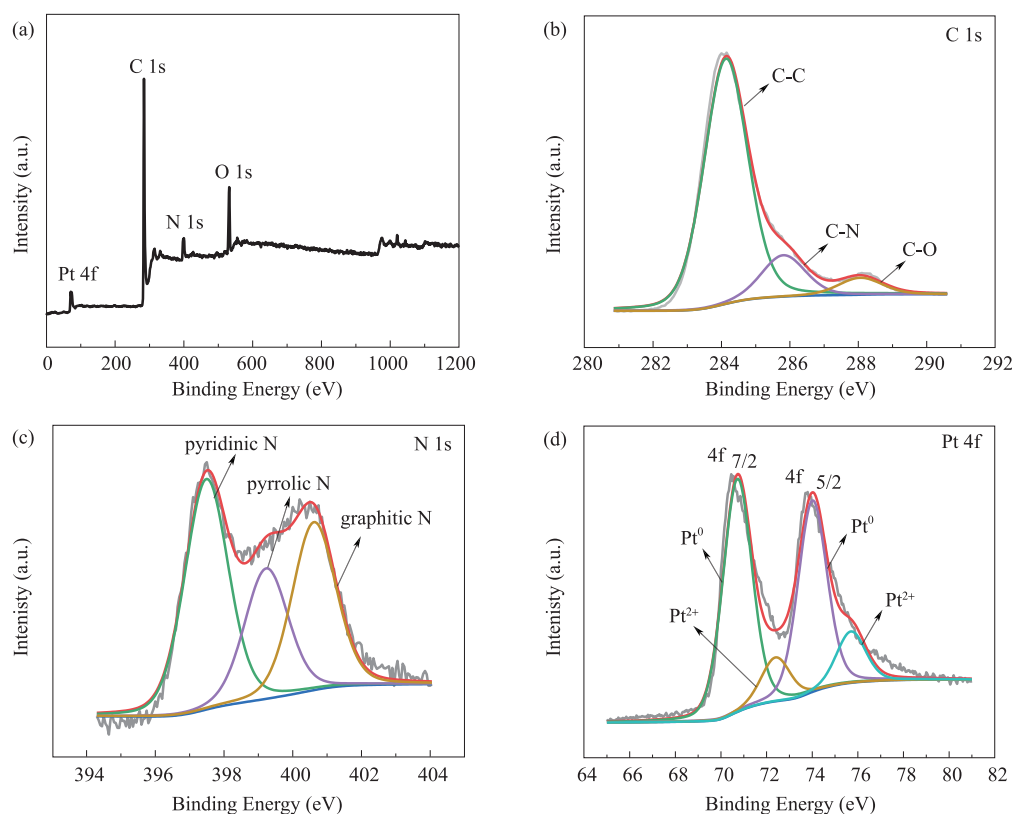 (a)
C 1s
O 1s
N 1s
Pt 4f
Intensity (a.u.)
0 200 400 600 800 1000 1200
Binding Energy (eV)
(b)
C 1s
C-C
C-N
C-O
Intensity (a.u.)
280 282 284 286 288 290 292
Binding Energy (eV)
(c)
N 1s
pyridinic N
pyrrolic N
graphitic N
Intenisty (a.u.)
394 396 398 400 402 404
Binding Energy (eV)
(d)
Pt 4f
4f 7/2
4f 5/2
Pt⁰
Pt⁰
Pt²⁺
Pt²⁺
Intenisty (a.u.)
64 66 68 70 72 74 76 78 80 82
Binding Energy (eV)